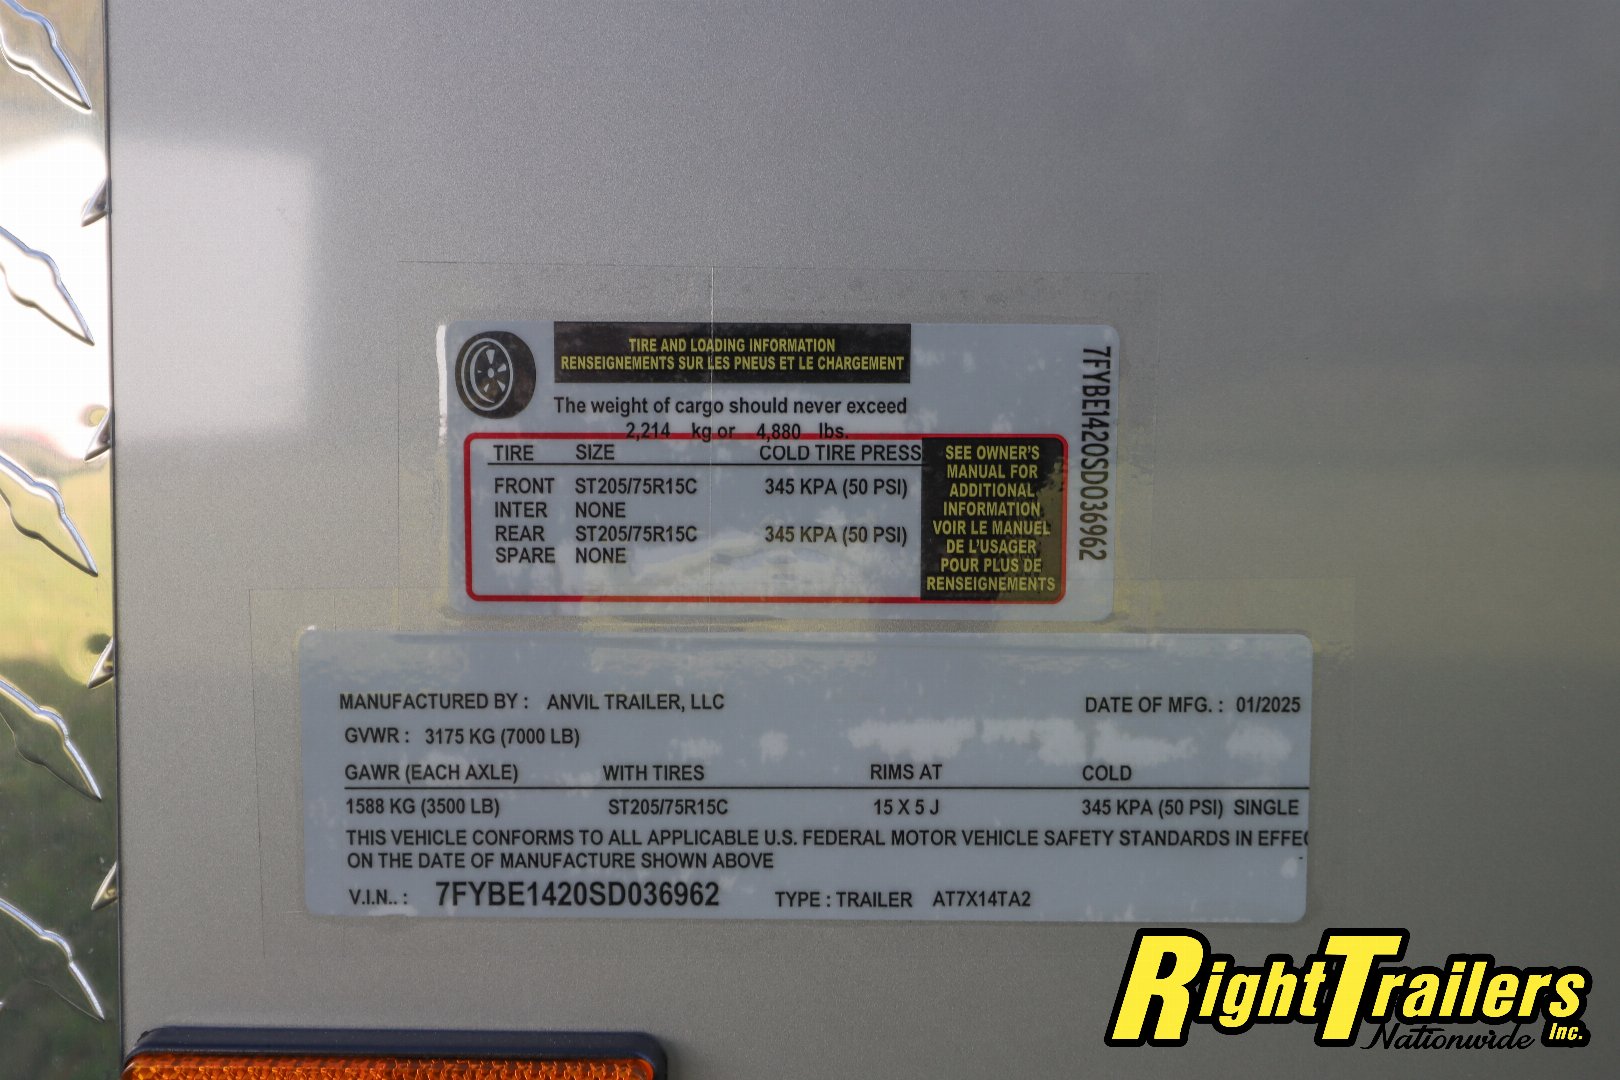 TIRE AND LOADING INFORMATION
RENSEIGNEMENTS SUR LES PNEUS ET LE CHARGEMENT
The weight of cargo should never exceed
2,214 kg or 4,880 lbs.
TIRE SIZE COLD TIRE PRESS
FRONT ST205/75R15C 345 KPA (50 PSI)
INTER NONE
REAR ST205/75R15C 345 KPA (50 PSI)
SPARE NONE
SEE OWNER'S
MANUAL FOR
ADDITIONAL
INFORMATION
VOIR LE MANUEL
DE L'USAGER
POUR PLUS DE
RENSEIGNEMENTS
7FYBE1420SD036962
MANUFACTURED BY : ANVIL TRAILER, LLC DATE OF MFG. : 01/2025
GVWR : 3175 KG (7000 LB)
GAWR (EACH AXLE) WITH TIRES RIMS AT COLD
1588 KG (3500 LB) ST205/75R15C 15 X 5 J 345 KPA (50 PSI) SINGLE
THIS VEHICLE CONFORMS TO ALL APPLICABLE U.S. FEDERAL MOTOR VEHICLE SAFETY STANDARDS IN EFFEC
ON THE DATE OF MANUFACTURE SHOWN ABOVE
V.I.N.. : 7FYBE1420SD036962 TYPE : TRAILER AT7X14TA2
RightTrailers
Nationwide Inc.